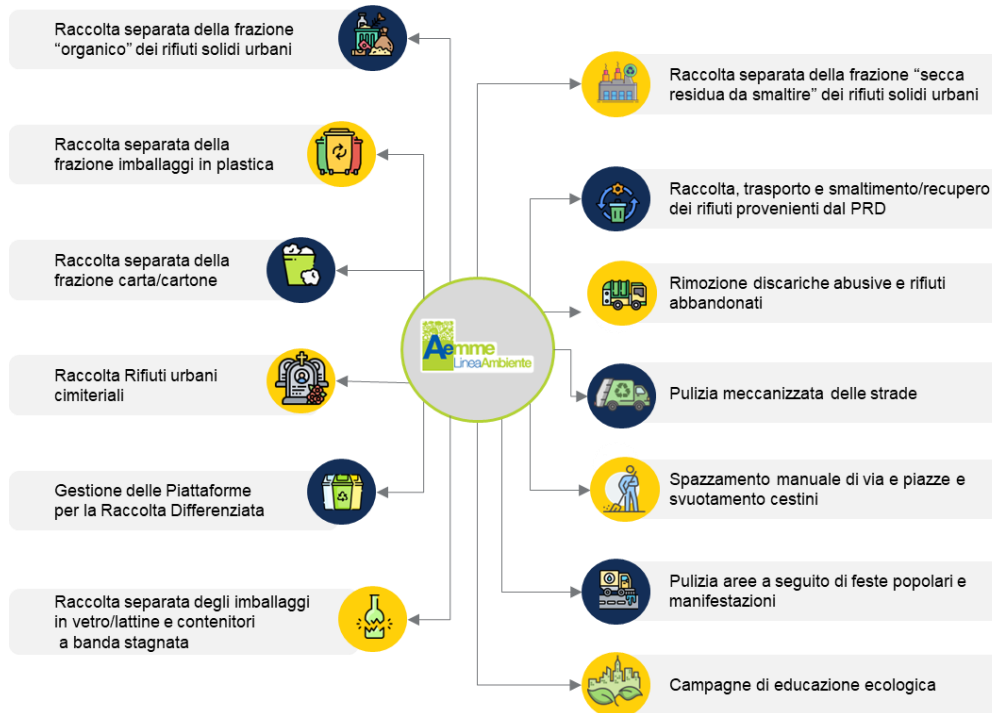 Raccolta separata della frazione
“organico” dei rifiuti solidi urbani
Raccolta separata della
frazione imballaggi in plastica
Raccolta separata della
frazione carta/cartone
Raccolta Rifiuti urbani
cimiteriali
Gestione delle Piattaforme
per la Raccolta Differenziata
Raccolta separata degli imballaggi
in vetro/lattine e contenitori
a banda stagnata
Aemme
LineaAmbiente
Raccolta separata della frazione “secca
residua da smaltire” dei rifiuti solidi urbani
Raccolta, trasporto e smaltimento/recupero
dei rifiuti provenienti dal PRD
Rimozione discariche abusive e rifiuti
abbandonati
Pulizia meccanizzata delle strade
Spazzamento manuale di via e piazze e
svuotamento cestini
Pulizia aree a seguito di feste popolari e
manifestazioni
Campagne di educazione ecologica